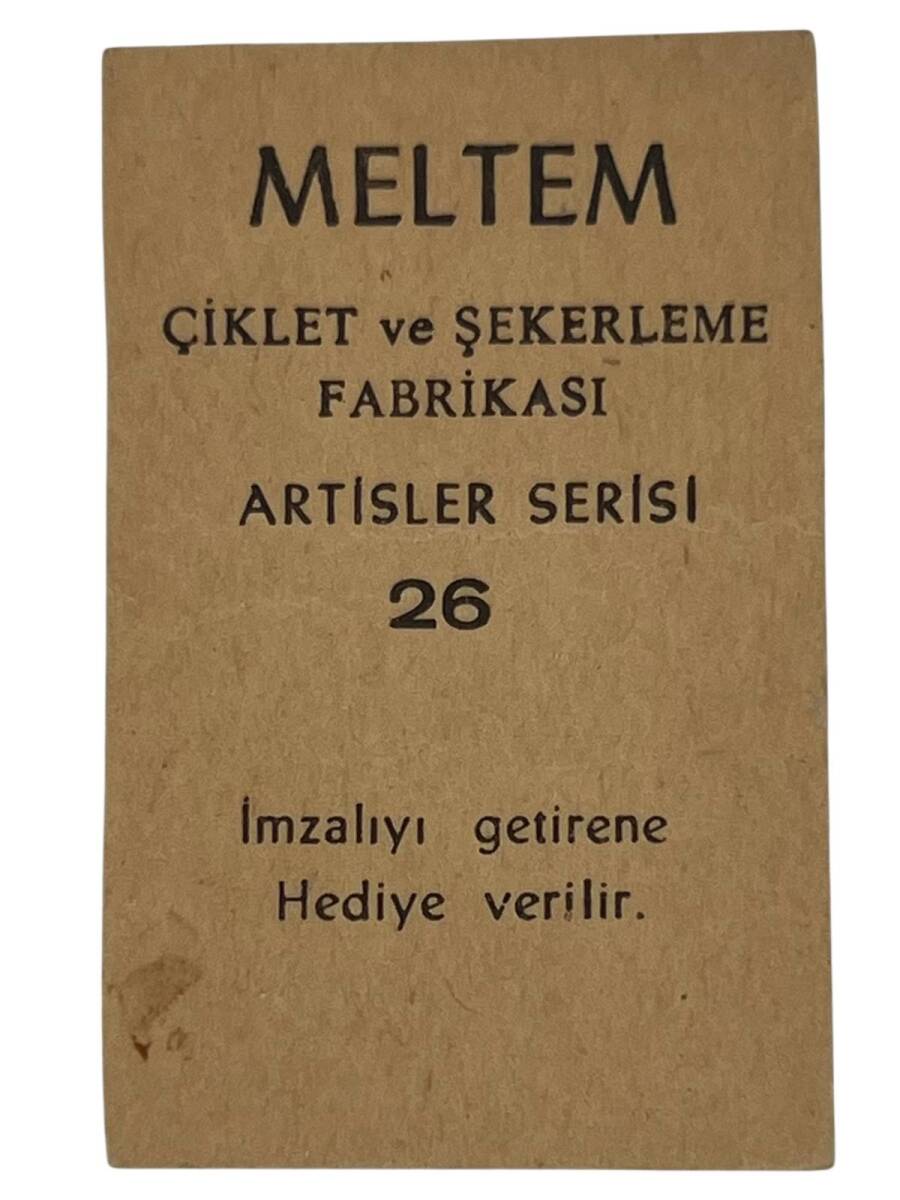 MELTEM
ÇİKLET ve ŞEKERLEME
FABRİKASI
ARTİSLER SERİSİ
26
İmzalıyı getirene
Hediye verilir.